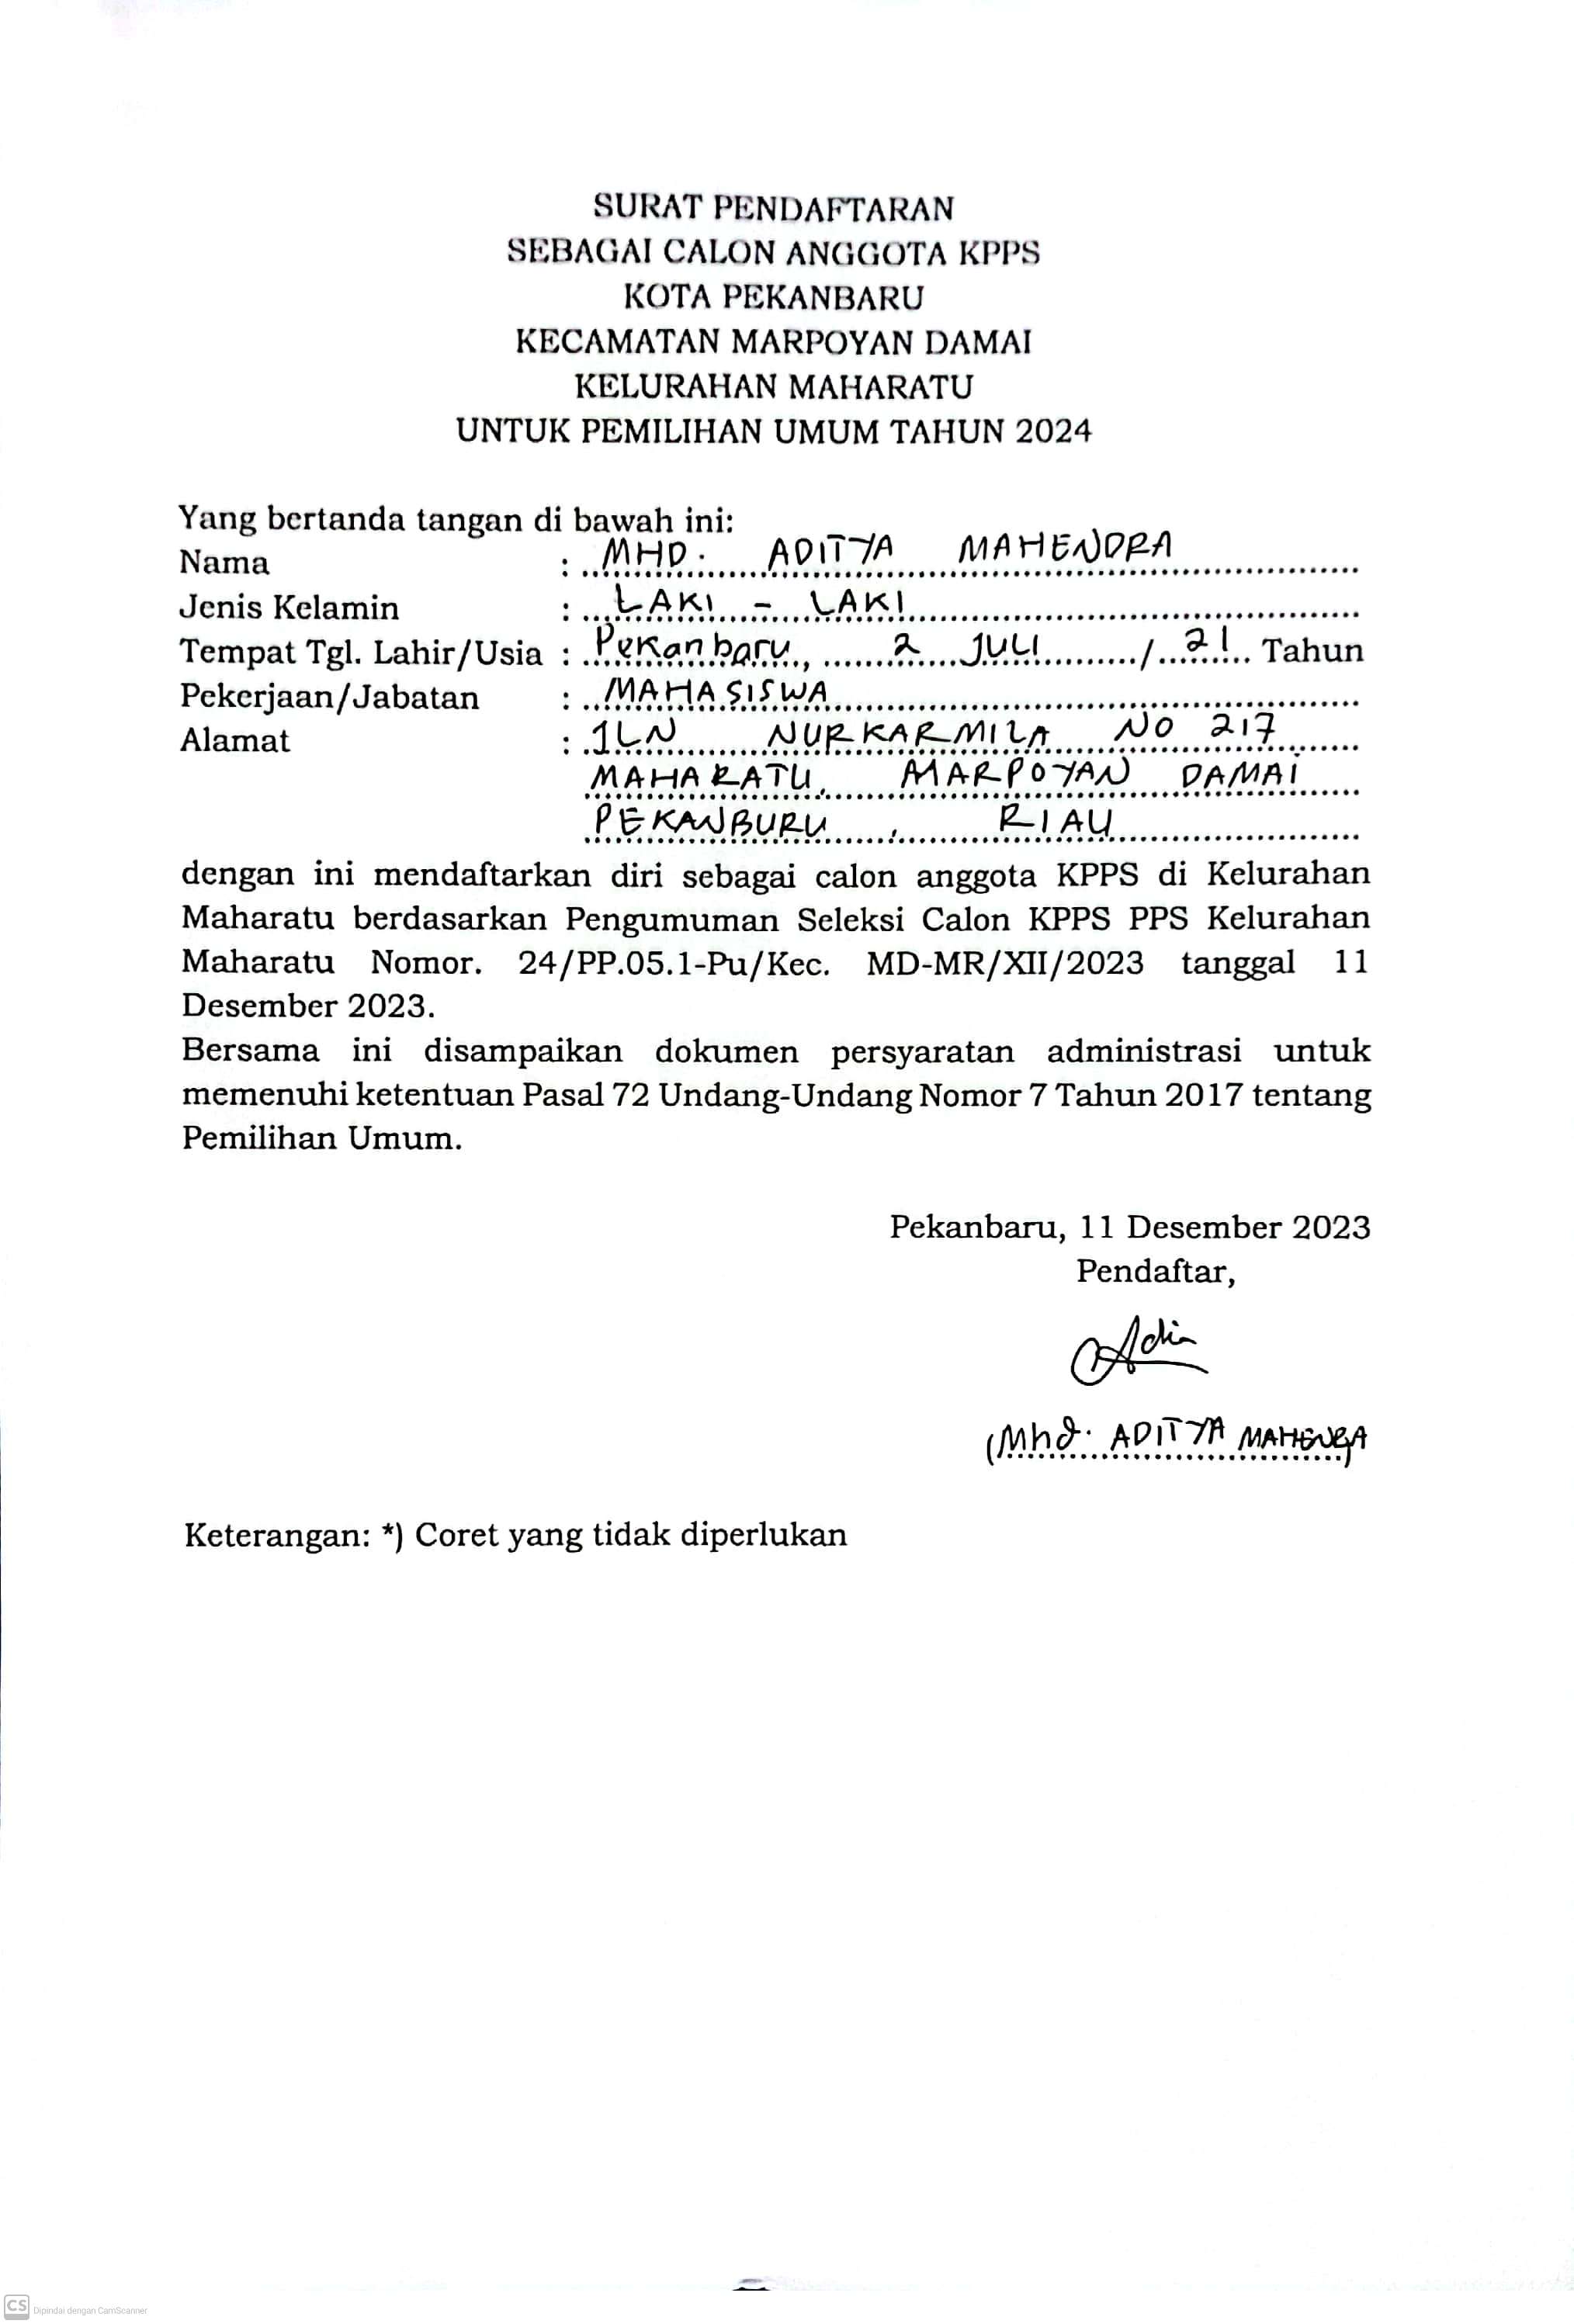 SURAT PENDAFTARAN
SEBAGAI CALON ANGGOTA KPPS
KOTA PEKANBARU
KECAMATAN MARPOYAN DAMAI
KELURAHAN MAHARATU
UNTUK PEMILIHAN UMUM TAHUN 2024
Yang bertanda tangan di bawah ini:
Nama : MHD. ADITYA MAHENDRA
Jenis Kelamin : LAKI - LAKI
Tempat Tgl. Lahir/Usia : Pekanbaru, 2 JULI / 21 Tahun
Pekerjaan/Jabatan : MAHASISWA
Alamat : JLN NURKARMILA NO 217
MAHARATU, MARPOYAN DAMAI
PEKANBURU, RIAU
dengan ini mendaftarkan diri sebagai calon anggota KPPS di Kelurahan
Maharatu berdasarkan Pengumuman Seleksi Calon KPPS PPS Kelurahan
Maharatu Nomor. 24/PP.05.1-Pu/Kec. MD-MR/XII/2023 tanggal 11
Desember 2023.
Bersama ini disampaikan dokumen persyaratan administrasi untuk
memenuhi ketentuan Pasal 72 Undang-Undang Nomor 7 Tahun 2017 tentang
Pemilihan Umum.
Pekanbaru, 11 Desember 2023
Pendaftar,
Adi
(Mhd. ADITYA
Keterangan: *) Coret yang tidak diperlukan
CS Dipindai dengan CamScanner